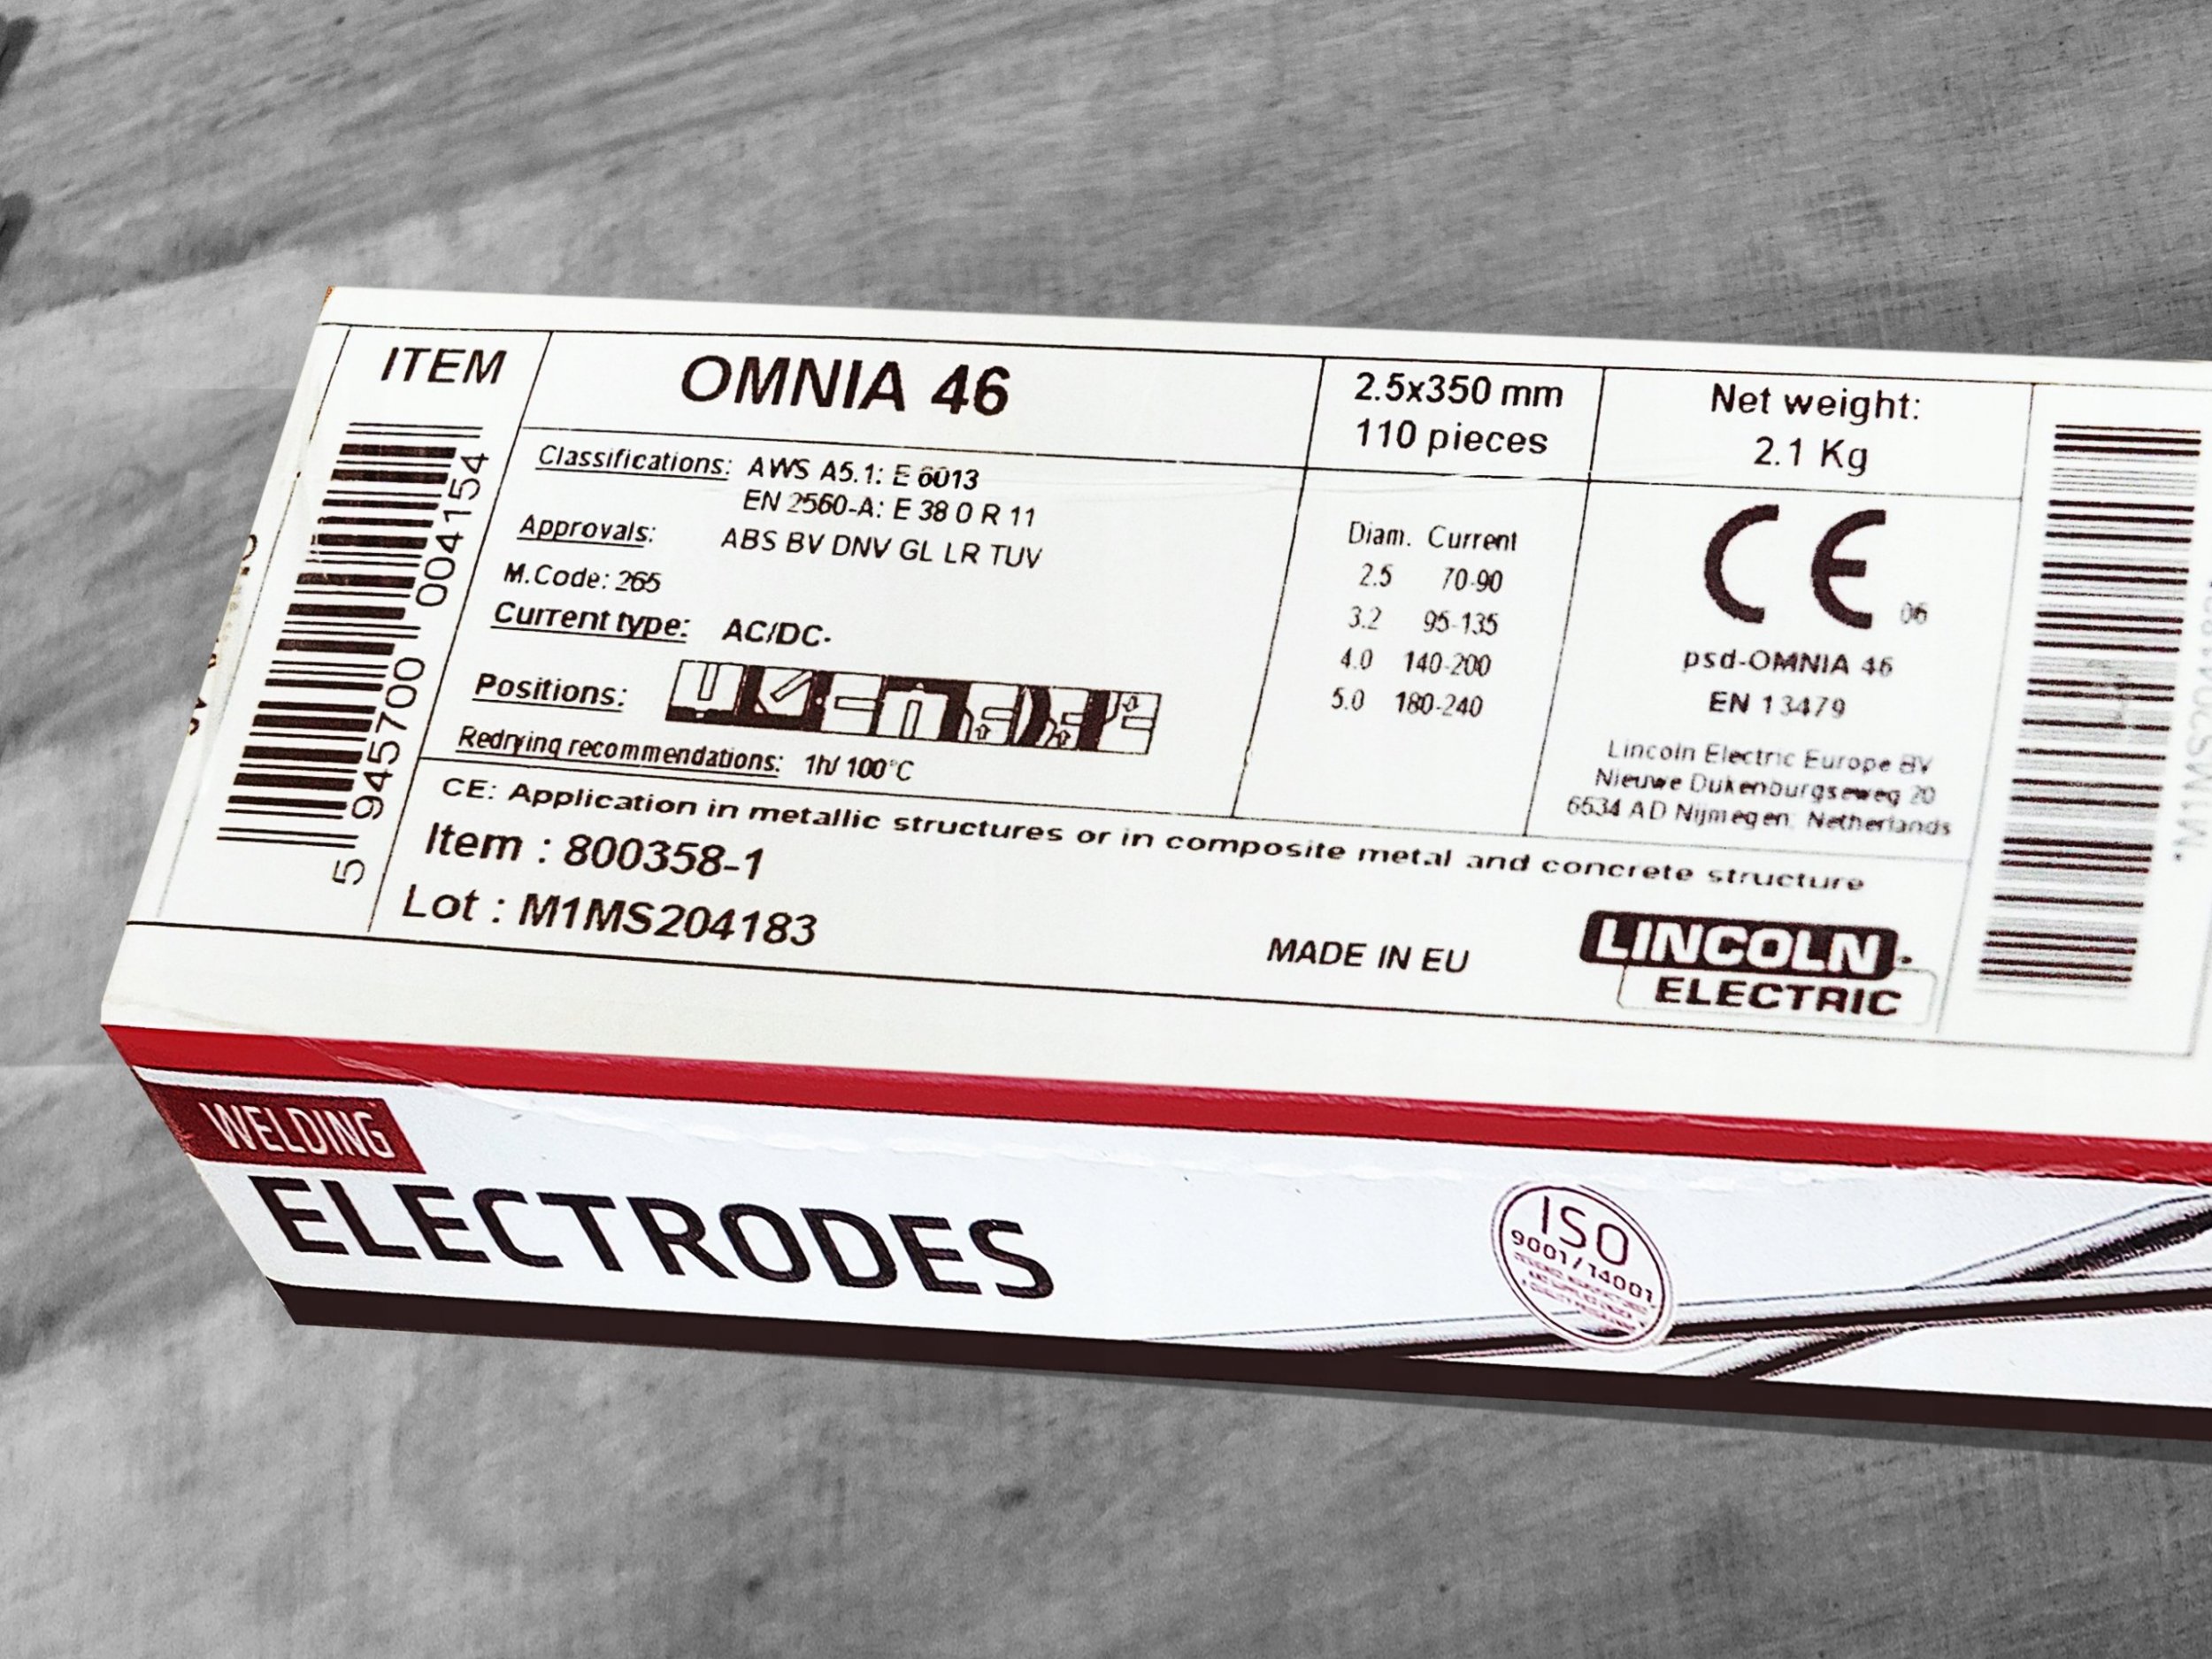 ITEM
5 945700 004154
OMNIA 46
2.5x350 mm
110 pieces
Net weight:
2.1 Kg
Classifications: AWS A5.1: E 6013
EN 2560-A: E 38 0 R 11
Approvals: ABS BV DNV GL LR TUV
M.Code: 265
Current type: AC/DC-
Positions:
Redrying recommendations: 1h/ 100°C
Diam. Current
2.5 70-90
3.2 95-135
4.0 140-200
5.0 180-240
CE 06
psd-OMNIA 46
EN 13479
Lincoln Electric Europe BV
Nieuwe Dukenburgseweg 20
6534 AD Nijmegen Netherlands
CE: Application in metallic structures or in composite metal and concrete structure
Item : 800358-1
Lot : M1MS204183
MADE IN EU
LINCOLN
ELECTRIC
WELDING
ELECTRODES
ISO
9001/14001